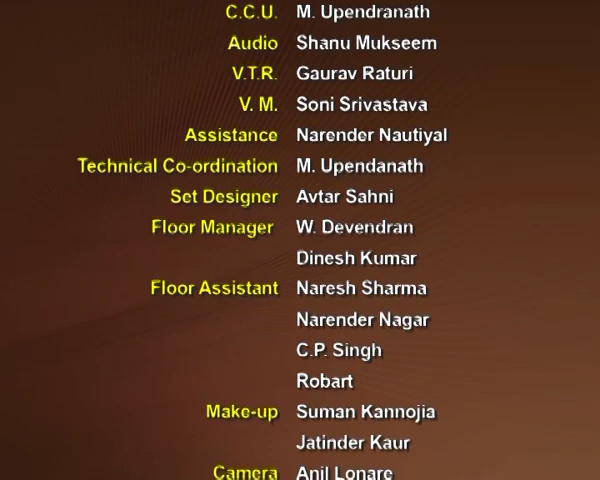 C.C.U. M. Upendranath
Audio Shanu Mukseem
V.T.R. Gaurav Raturi
V. M. Soni Srivastava
Assistance Narender Nautiyal
Technical Co-ordination M. Upendanath
Set Designer Avtar Sahni
Floor Manager W. Devendran
Dinesh Kumar
Floor Assistant Naresh Sharma
Narender Nagar
C.P. Singh
Robart
Make-up Suman Kannojia
Jatinder Kaur
Camera Anil Lonare